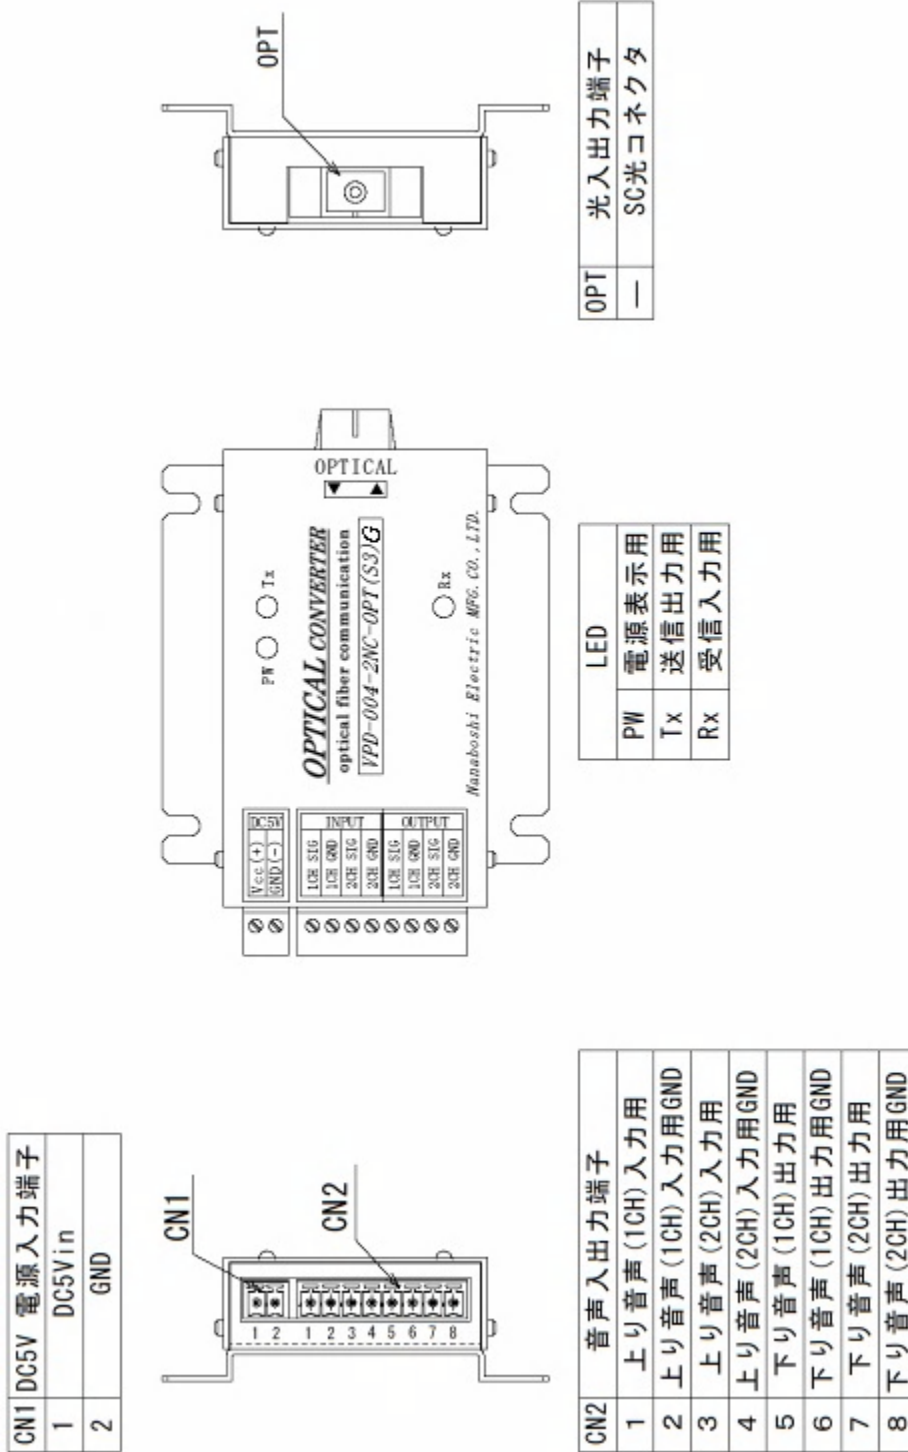 CN1 DC5V 電源入力端子
1 DC5Vin
2 GND
CN1
CN2
1 2 1 2 3 4 5 6 7 8
CN2 音声入出力端子
1 上り音声(1CH)入力用
2 上り音声(1CH)入力用GND
3 上り音声(2CH)入力用
4 上り音声(2CH)入力用GND
5 下り音声(1CH)出力用
6 下り音声(1CH)出力用GND
7 下り音声(2CH)出力用
8 下り音声(2CH)出力用GND
DC5V
Vcc(+)
GND(-)
INPUT
1CH SIG
1CH GND
2CH SIG
2CH GND
OUTPUT
1CH SIG
1CH GND
2CH SIG
2CH GND
PW Tx
OPTICAL CONVERTER
optical fiber communication
VPD-004-2NC-OPT(S3)G
Rx
Nanaboshi Electric MFG.CO.,LTD.
OPTICAL
LED
PW 電源表示用
Tx 送信出力用
Rx 受信入力用
OPT
OPT 光入出力端子
― SC光コネクタ